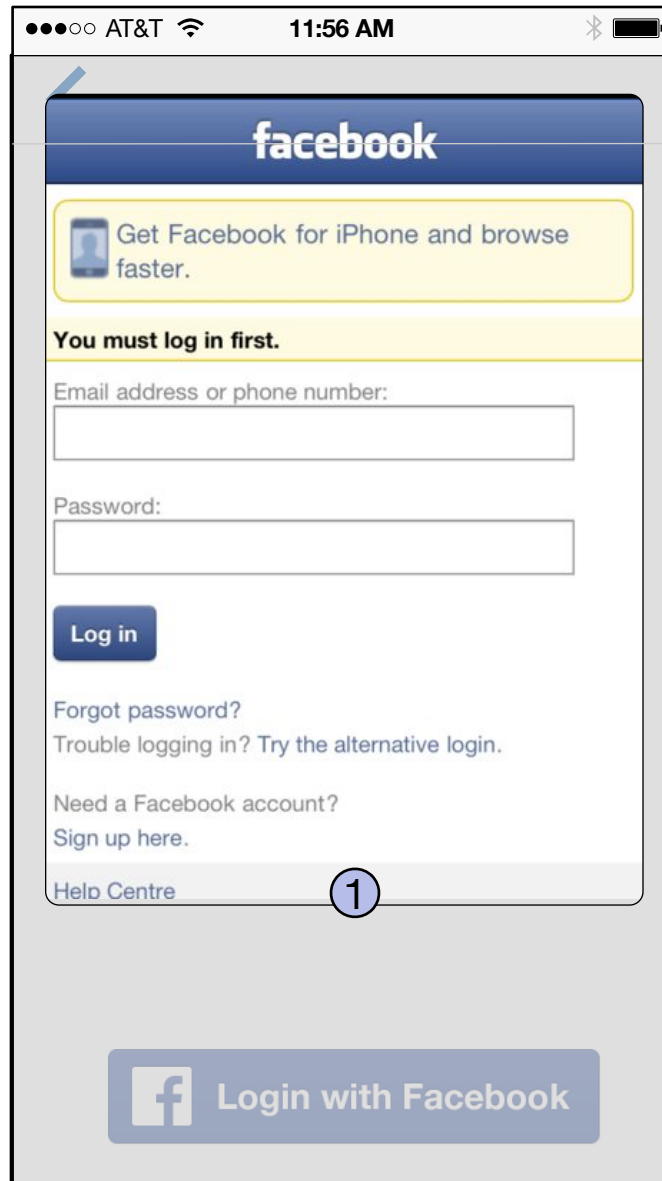 AT&T 11:56 AM
facebook
Get Facebook for iPhone and browse
faster.
You must log in first.
Email address or phone number:
Password:
Log in
Forgot password?
Trouble logging in? Try the alternative login.
Need a Facebook account?
Sign up here.
Help Centre
1
f Login with Facebook